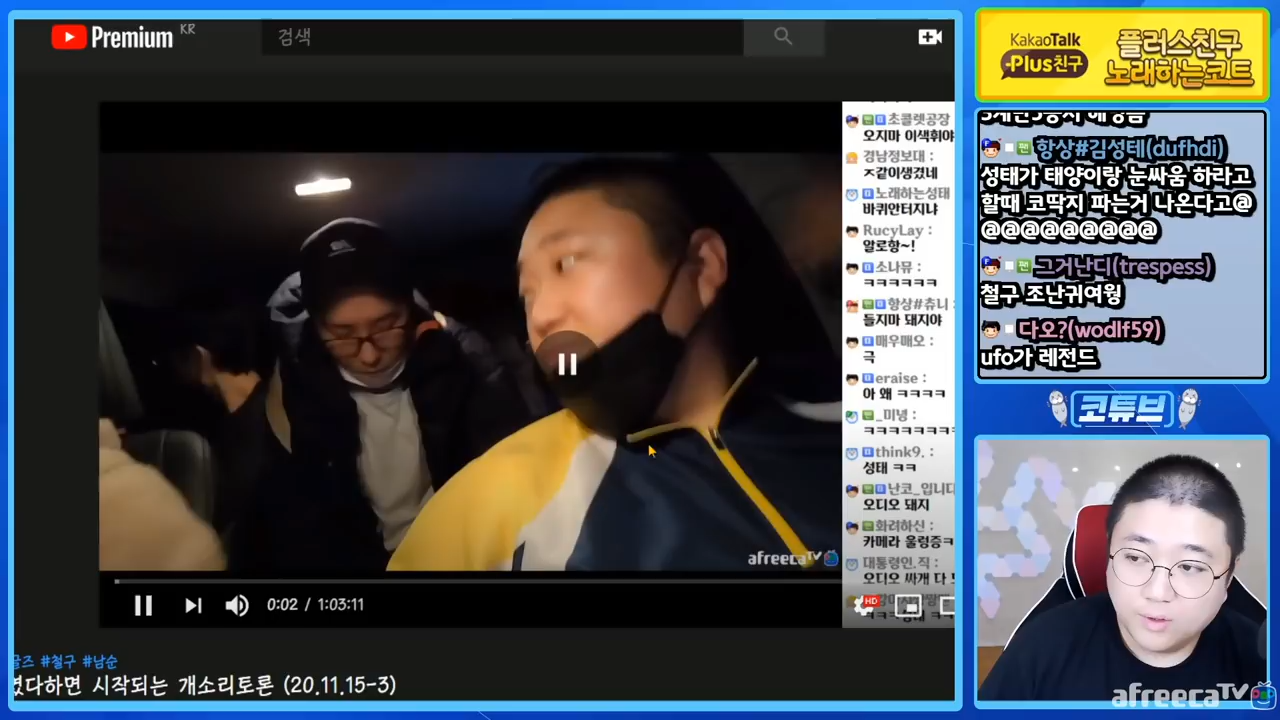 Premium KR
검색
초콜렛공장
오지마 이색휘야
경남정보대 :
ㅈ같이생겼네
노래하는성태
바퀴안터지냐
RucyLay :
알로항~!
소나뮤 :
ㅋㅋㅋㅋㅋㅋ
항상#츄니 :
들지마 돼지야
매우매오 :
극
eraise :
아 왜 ㅋㅋㅋㅋ
_미녕 :
ㅋㅋㅋㅋㅋㅋㅋ
think9. :
성태 ㅋㅋ
난코_입니다
오디오 돼지
화려하신 :
카메라 울렁증ㅋ
대통령인.직 :
오디오 싸개 다
afreecaTV
0:02 / 1:03:11
HD
#철구 #남순
다하면 시작되는 개소리토론 (20.11.15-3)
KakaoTalk
Plus친구
플러스친구
노래하는코트
항상#김성테(dufhdi)
성태가 태양이랑 눈싸움 하라고
할때 코딱지 파는거 나온다고@
@@@@@@@@@
그거난디(trespess)
철구 조난귀여웡
다오?(wodlf59)
ufo가 레전드
코튜브
afreecaTV